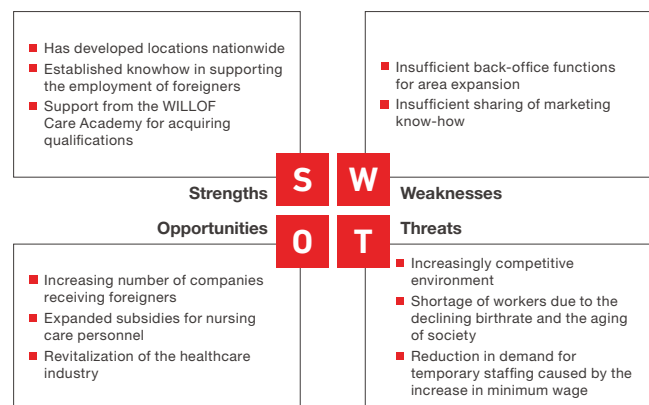 Has developed locations nationwide
Established knowhow in supporting
the employment of foreigners
Support from the WILLOF
Care Academy for acquiring
qualifications
Strengths
S
Insufficient back-office functions
for area expansion
Insufficient sharing of marketing
know-how
W
Weaknesses
Opportunities
O
Increasing number of companies
receiving foreigners
Expanded subsidies for nursing
care personnel
Revitalization of the healthcare
industry
T
Threats
Increasingly competitive
environment
Shortage of workers due to the
declining birthrate and the aging
of society
Reduction in demand for
temporary staffing caused by the
increase in minimum wage